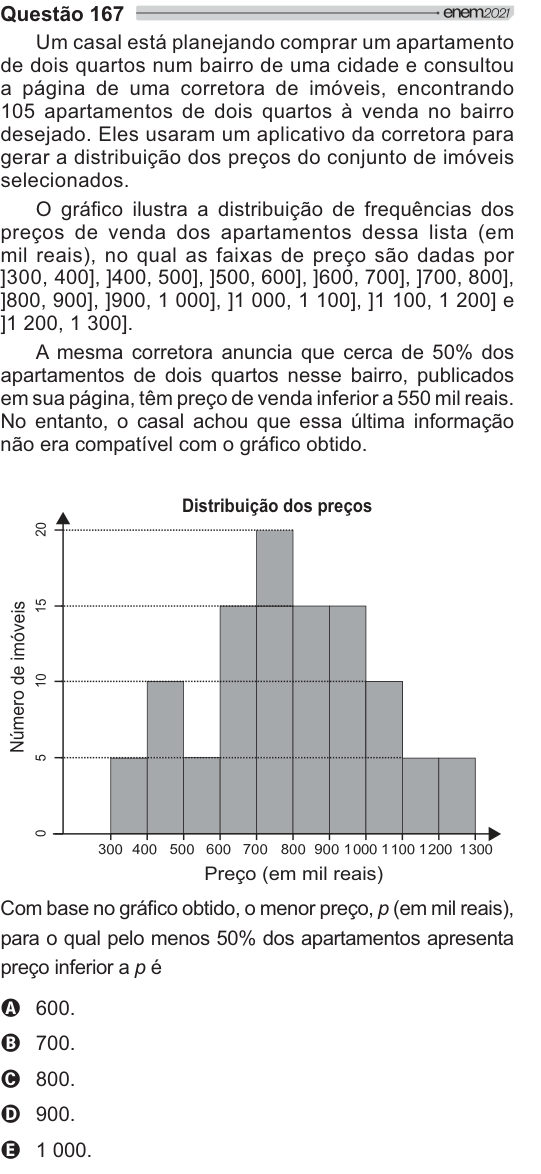 Questão 167 enem2021
Um casal está planejando comprar um apartamento
de dois quartos num bairro de uma cidade e consultou
a página de uma corretora de imóveis, encontrando
105 apartamentos de dois quartos à venda no bairro
desejado. Eles usaram um aplicativo da corretora para
gerar a distribuição dos preços do conjunto de imóveis
selecionados.
O gráfico ilustra a distribuição de frequências dos
preços de venda dos apartamentos dessa lista (em
mil reais), no qual as faixas de preço são dadas por
]300, 400], ]400, 500], ]500, 600], ]600, 700], ]700, 800],
]800, 900], ]900, 1 000], ]1 000, 1 100], ]1 100, 1 200] e
]1 200, 1 300].
A mesma corretora anuncia que cerca de 50% dos
apartamentos de dois quartos nesse bairro, publicados
em sua página, têm preço de venda inferior a 550 mil reais.
No entanto, o casal achou que essa última informação
não era compatível com o gráfico obtido.
Distribuição dos preços
Número de imóveis
20
15
10
5
0
300 400 500 600 700 800 900 1 000 1 100 1 200 1 300
Preço (em mil reais)
Com base no gráfico obtido, o menor preço, p (em mil reais),
para o qual pelo menos 50% dos apartamentos apresenta
preço inferior a p é
A 600.
B 700.
C 800.
D 900.
E 1 000.